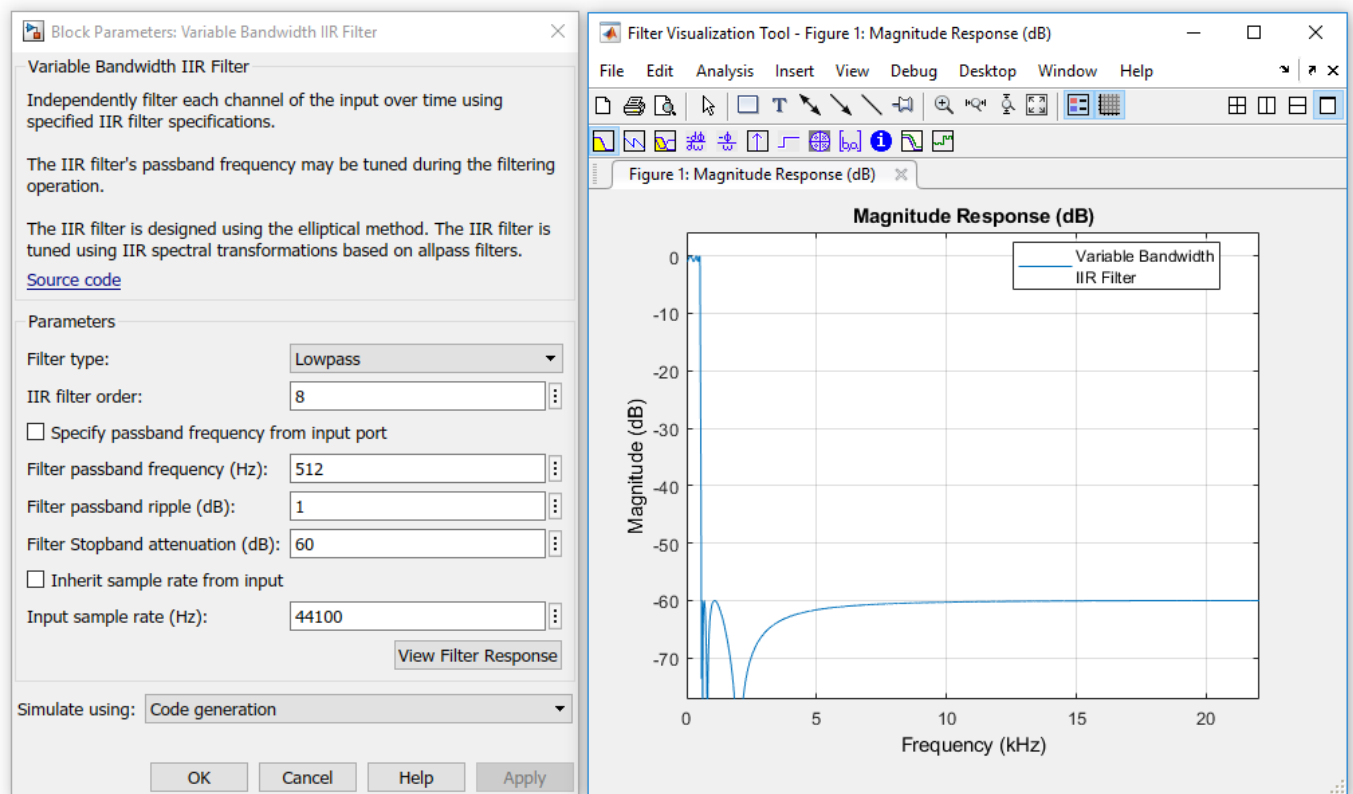 Block Parameters: Variable Bandwidth IIR Filter
Variable Bandwidth IIR Filter
Independently filter each channel of the input over time using
specified IIR filter specifications.
The IIR filter's passband frequency may be tuned during the filtering
operation.
The IIR filter is designed using the elliptical method. The IIR filter is
tuned using IIR spectral transformations based on allpass filters.
Source code
Parameters
Filter type: Lowpass
IIR filter order: 8
Specify passband frequency from input port
Filter passband frequency (Hz): 512
Filter passband ripple (dB): 1
Filter Stopband attenuation (dB): 60
Inherit sample rate from input
Input sample rate (Hz): 44100
View Filter Response
Simulate using: Code generation
OK Cancel Help Apply
Filter Visualization Tool - Figure 1: Magnitude Response (dB)
File Edit Analysis Insert View Debug Desktop Window Help
Figure 1: Magnitude Response (dB)
Magnitude Response (dB)
Variable Bandwidth
IIR Filter
0
-10
-20
-30
-40
-50
-60
-70
Magnitude (dB)
0 5 10 15 20
Frequency (kHz)